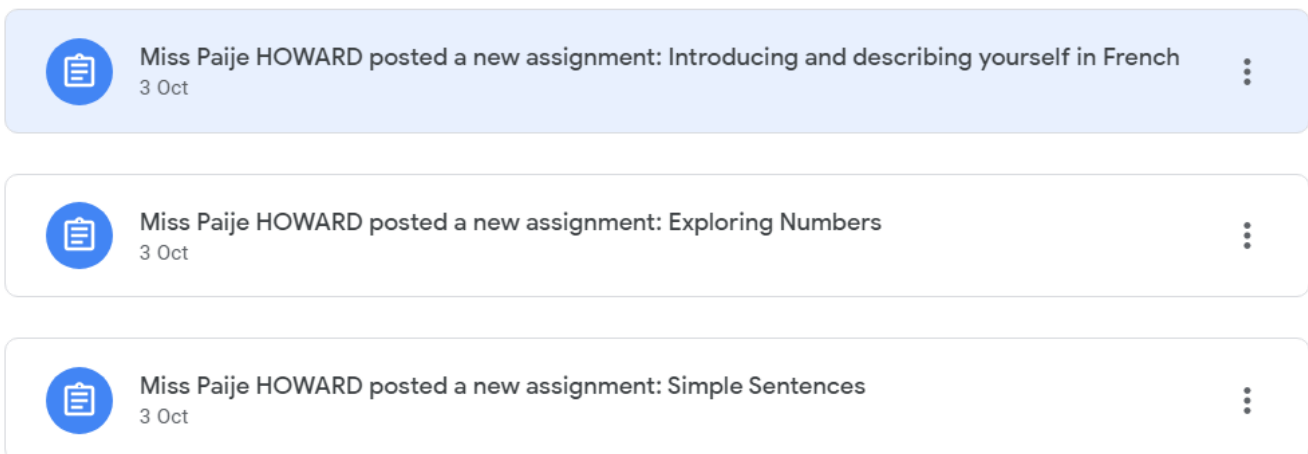 Miss Paije HOWARD posted a new assignment: Introducing and describing yourself in French
3 Oct
Miss Paije HOWARD posted a new assignment: Exploring Numbers
3 Oct
Miss Paije HOWARD posted a new assignment: Simple Sentences
3 Oct